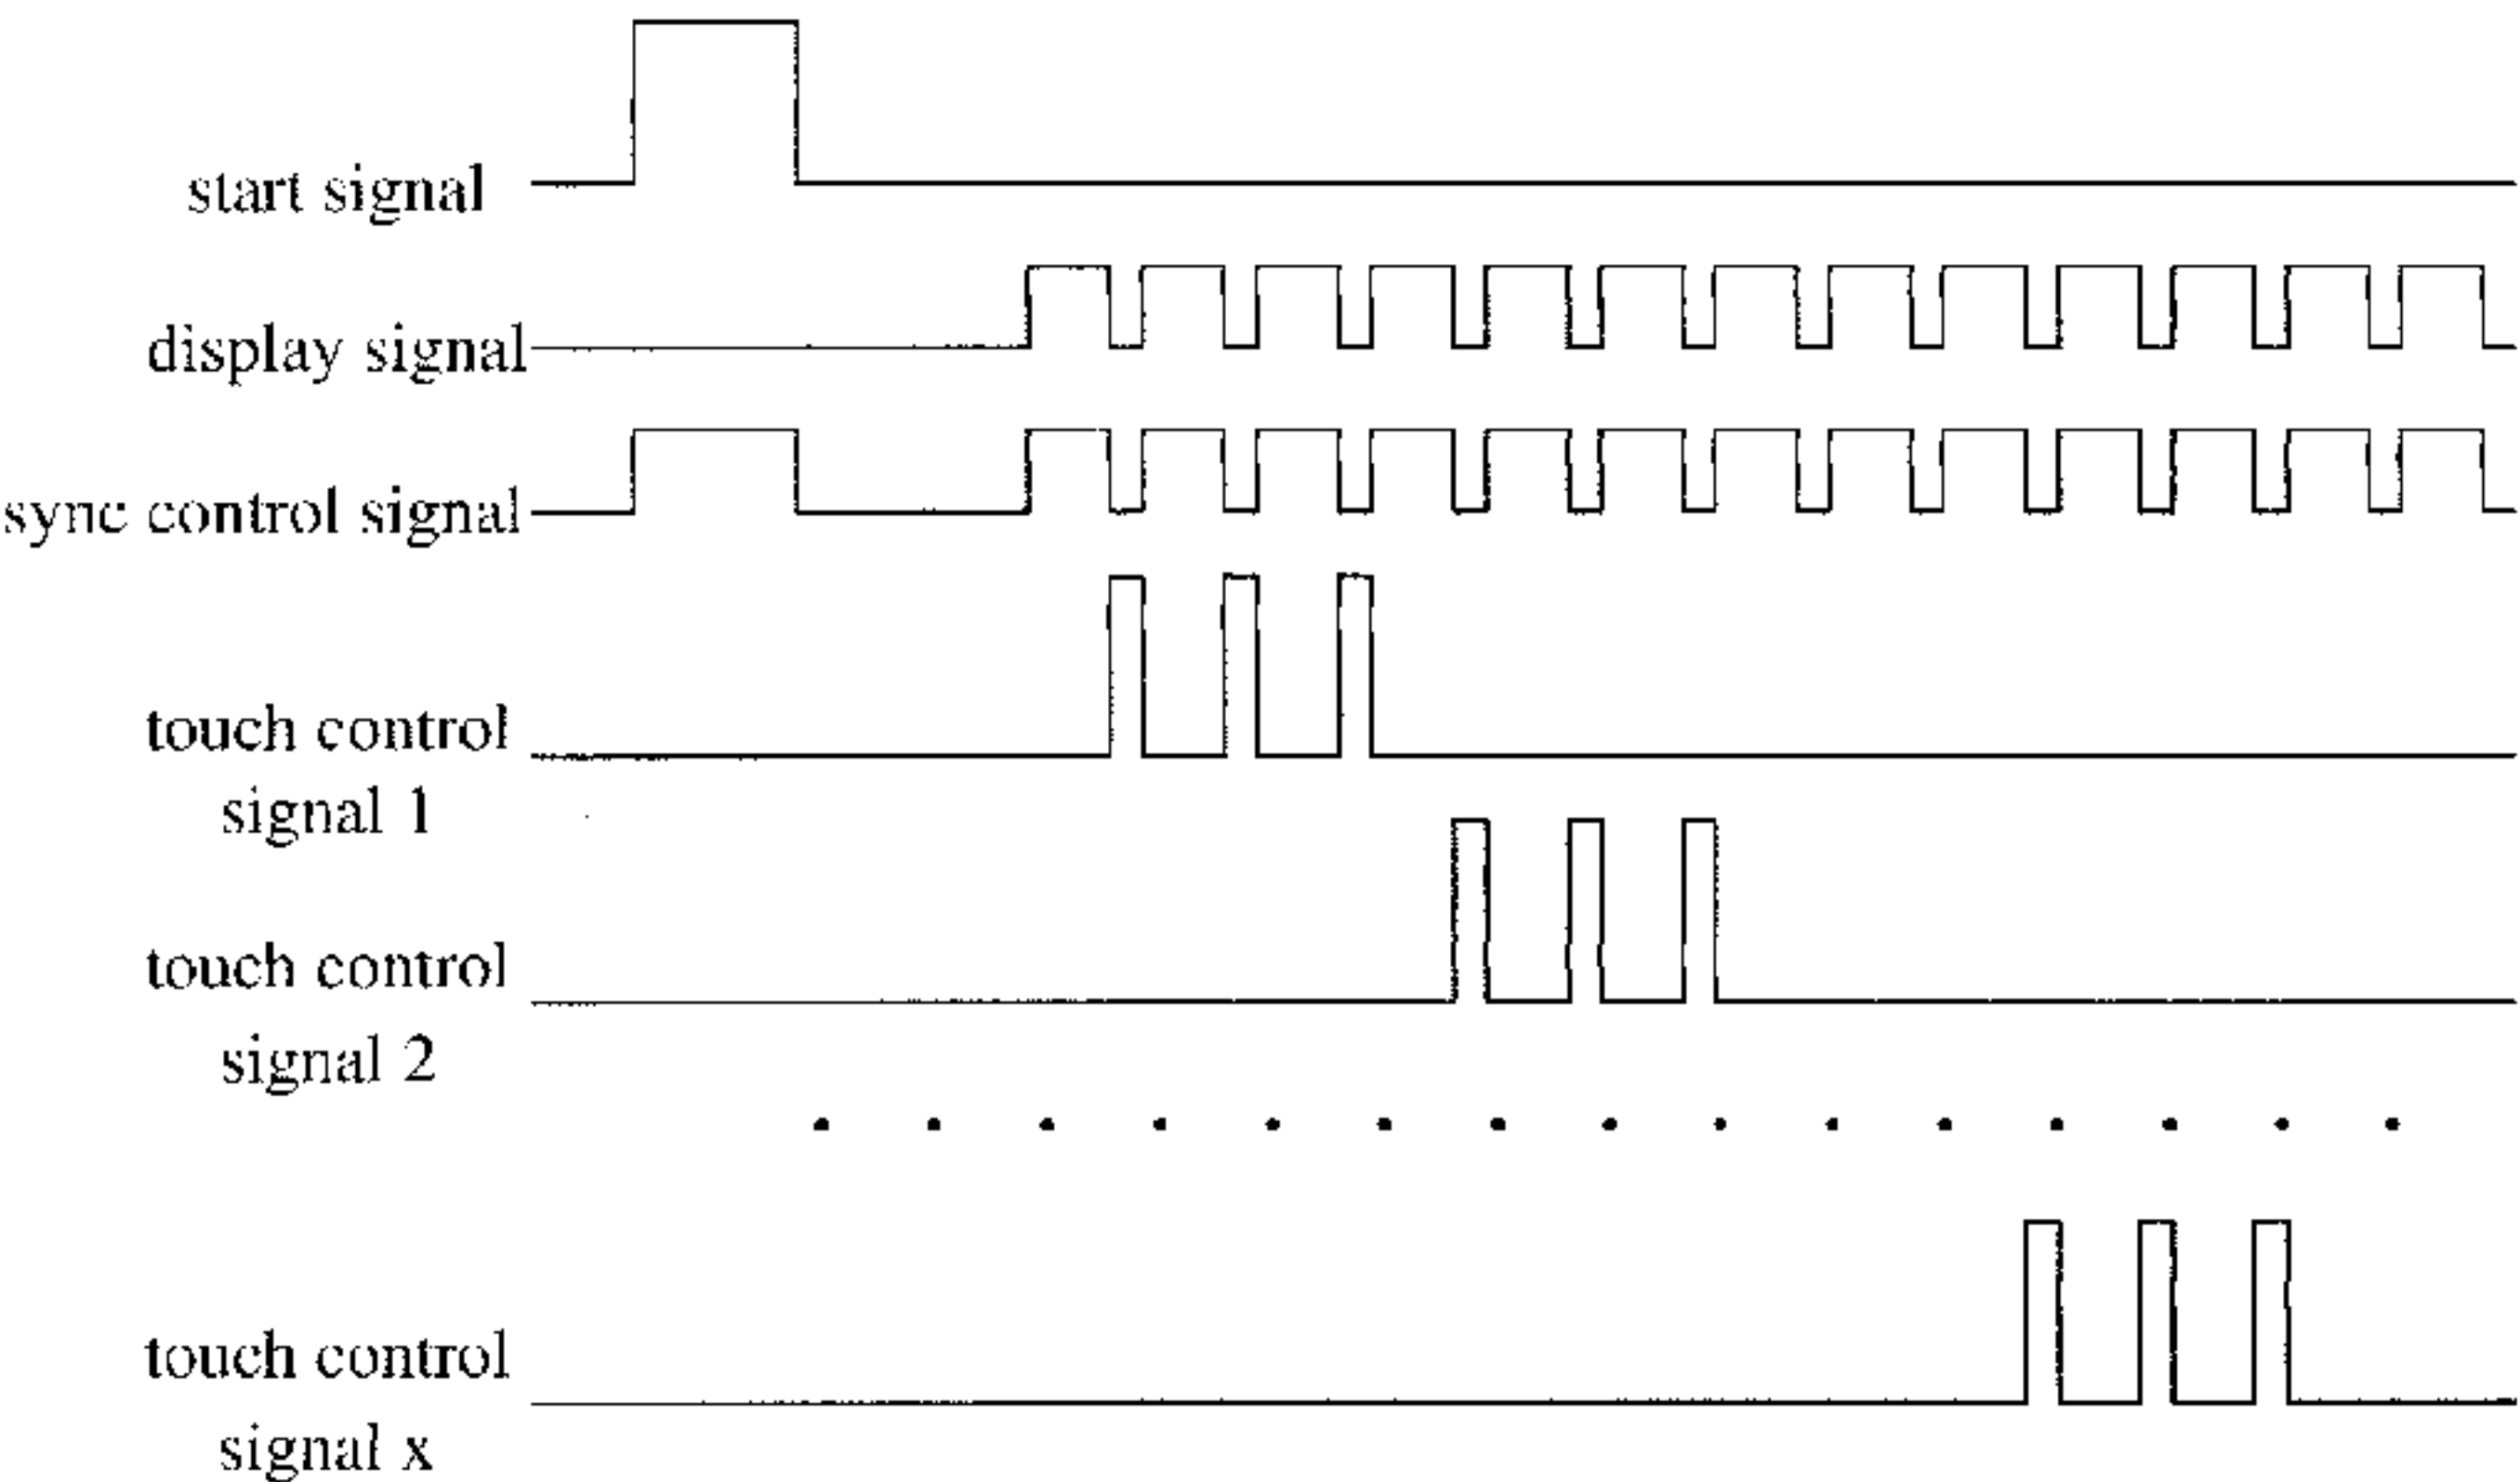 start signal
display signal
sync control signal
touch control
signal 1
touch control
signal 2
touch control
signal x